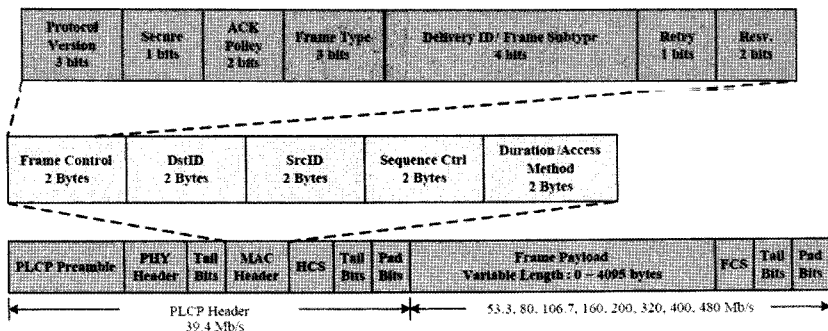 Protocol
Version
3 bits
Secure
1 bits
ACK
Policy
2 bits
Frame Type
3 bits
Delivery ID / Frame Subtypr
4 bits
Retry
1 bits
Resv.
2 bits
Frame Control
2 Bytes
DstID
2 Bytes
SrcID
2 Bytes
Sequence Ctrl
2 Bytes
Duration/Access
Method
2 Bytes
PLCP Preamble
PHY
Header
Tail
Bits
MAC
Header
HCS
Tail
Bits
Pad
Bits
Frame Payload
Variable Length : 0 – 4095 bytes
FCS
Tail
Bits
Pad
Bits
PLCP Header
39.4 Mb/s
53.3, 80, 106.7, 160, 200, 320, 400, 480 Mb/s